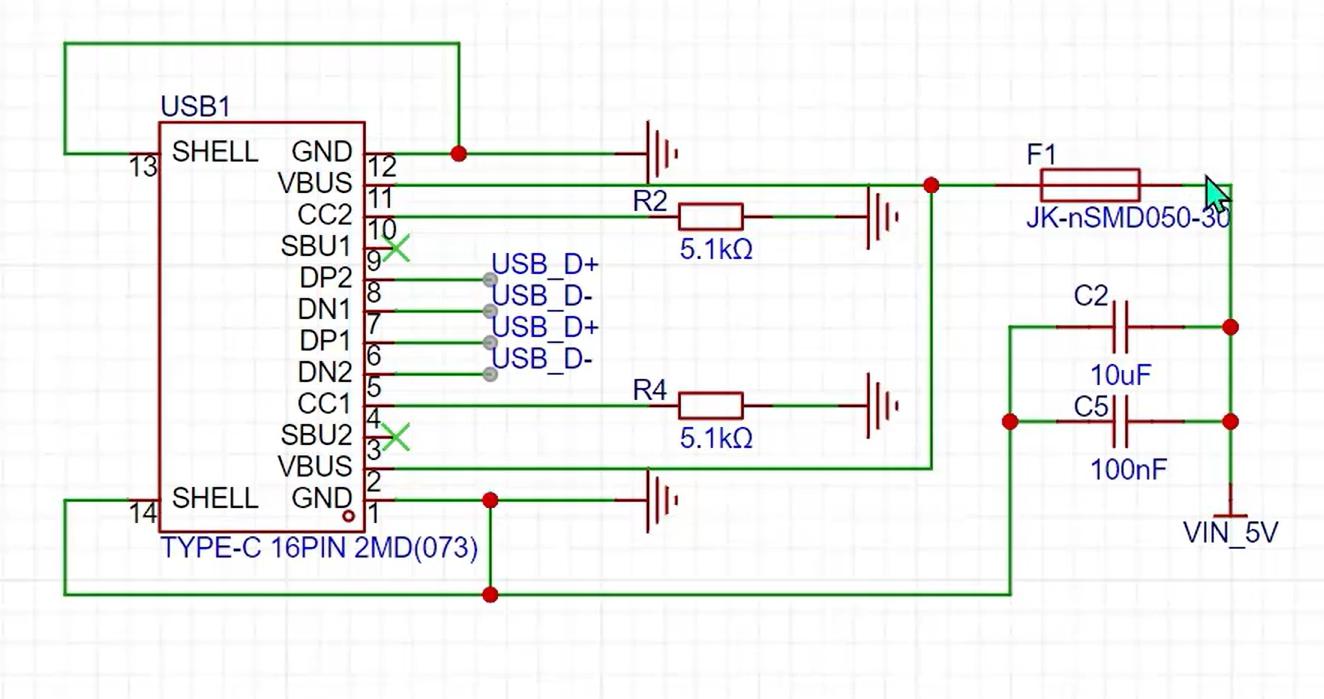 USB1
13 SHELL GND 12
VBUS 11
CC2 10
SBU1 9
DP2 8
DN1 7
DP1 6
DN2 5
CC1 4
SBU2 3
VBUS 2
14 SHELL GND 1
TYPE-C 16PIN 2MD(073)
USB_D+
USB_D-
USB_D+
USB_D-
R2
5.1kΩ
R4
5.1kΩ
F1
JK-nSMD050-30
C2
10uF
C5
100nF
VIN_5V